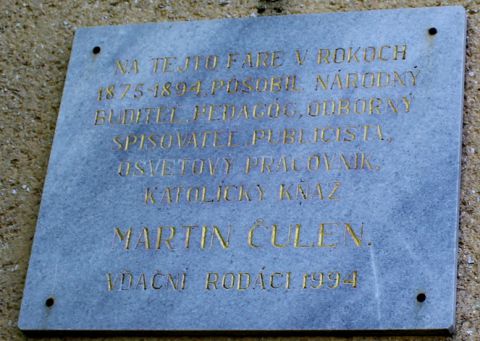 NA TEJTO FARE V ROKOCH
1875-1894, PÔSOBIL NÁRODNÝ
BUDITEĽ, PEDAGÓG, ODBORNÝ
SPISOVATEĽ, PUBLICISTA,
OSVETOVÝ PRACOVNÍK,
KATOLÍCKY KŇAZ
MARTIN ČULEN.
VĎAČNÍ RODÁCI 1994